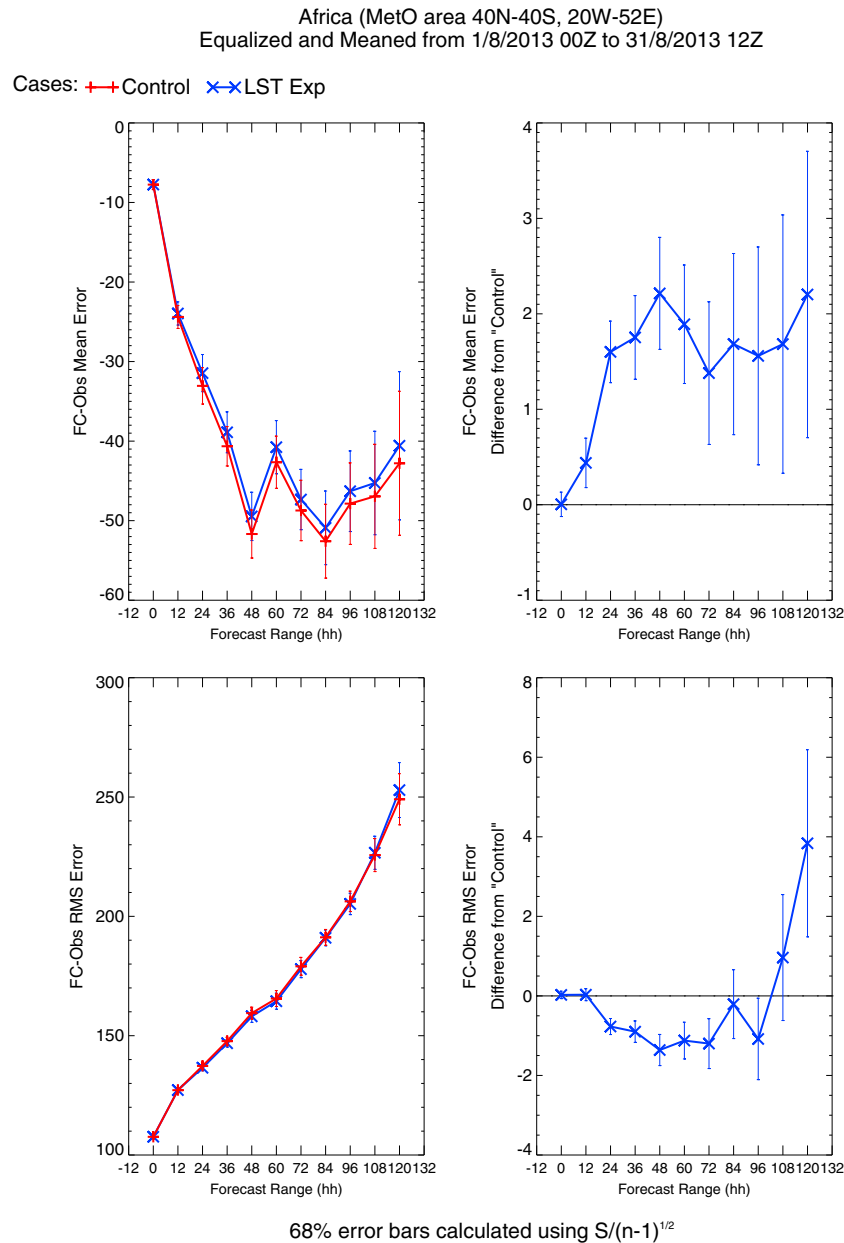 Africa (MetO area 40N-40S, 20W-52E)
Equalized and Meaned from 1/8/2013 00Z to 31/8/2013 12Z
Cases: Control LST Exp
0
-10
-20
-30
-40
-50
-60
FC-Obs Mean Error
-12 0 12 24 36 48 60 72 84 96 108 120 132
Forecast Range (hh)
4
3
2
1
0
-1
FC-Obs Mean Error
Difference from "Control"
-12 0 12 24 36 48 60 72 84 96 108 120 132
Forecast Range (hh)
300
250
200
150
100
FC-Obs RMS Error
-12 0 12 24 36 48 60 72 84 96 108 120 132
Forecast Range (hh)
8
6
4
2
0
-2
-4
FC-Obs RMS Error
Difference from "Control"
-12 0 12 24 36 48 60 72 84 96 108 120 132
Forecast Range (hh)
68% error bars calculated using S/(n-1)^1/2